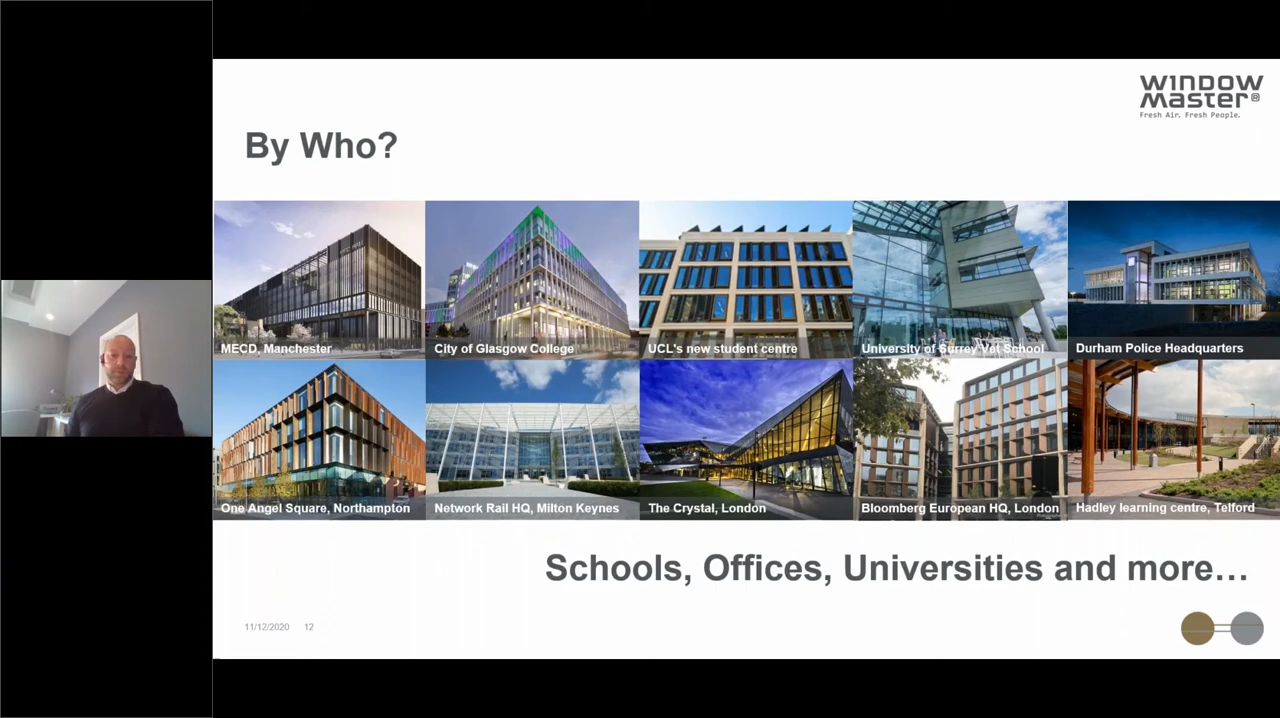 WINDOW
Master®
Fresh Air. Fresh People.
By Who?
MECD, Manchester
City of Glasgow College
UCL's new student centre
University of Surrey Vet School
Durham Police Headquarters
One Angel Square, Northampton
Network Rail HQ, Milton Keynes
The Crystal, London
Bloomberg European HQ, London
Hadley learning centre, Telford
Schools, Offices, Universities and more…
11/12/2020 12